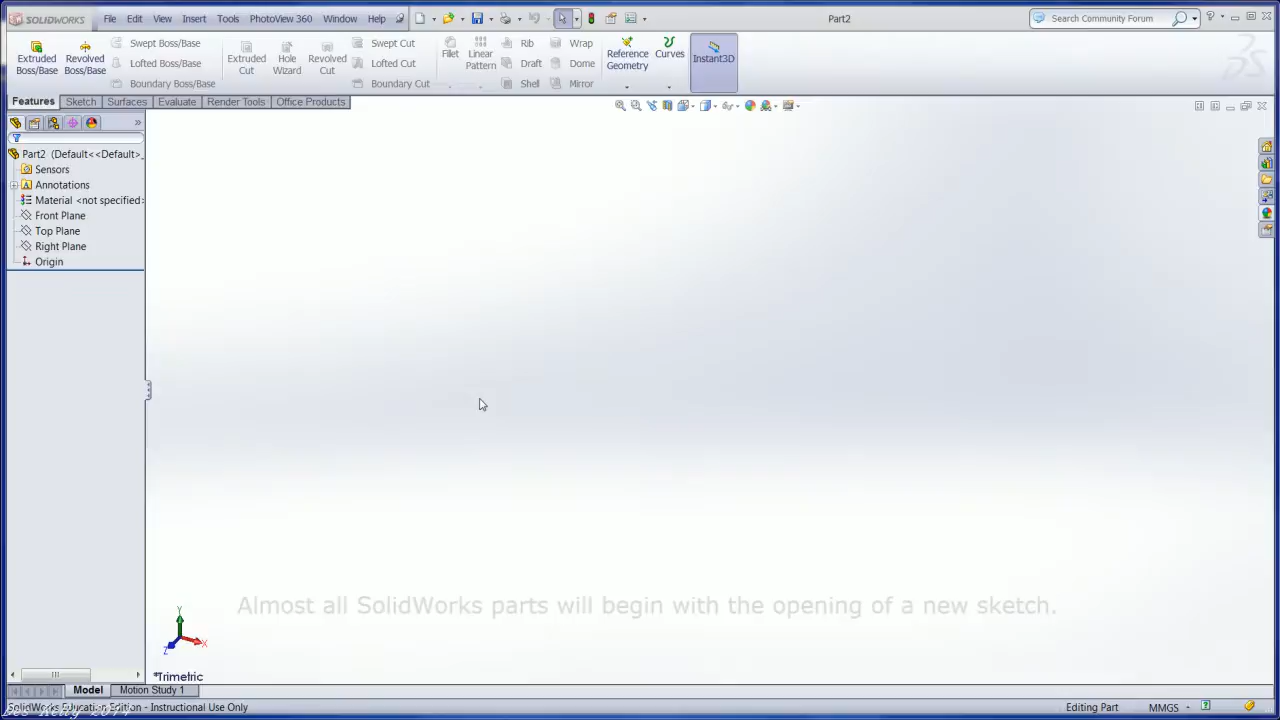 SOLIDWORKS File Edit View Insert Tools PhotoView 360 Window Help Part2 Search Community Forum
Extruded Boss/Base
Revolved Boss/Base
Swept Boss/Base
Lofted Boss/Base
Boundary Boss/Base
Extruded Cut
Hole Wizard
Revolved Cut
Swept Cut
Lofted Cut
Boundary Cut
Fillet
Linear Pattern
Rib
Draft
Shell
Wrap
Dome
Mirror
Reference Geometry
Curves
Instant3D
Features Sketch Surfaces Evaluate Render Tools Office Products
Part2 (Default<<Default>_
Sensors
Annotations
Material <not specified>
Front Plane
Top Plane
Right Plane
Origin
Almost all SolidWorks parts will begin with the opening of a new sketch.
Y
X
Z
*Trimetric
Model Motion Study 1
SolidWorks Education Edition - Instructional Use Only Editing Part MMGS